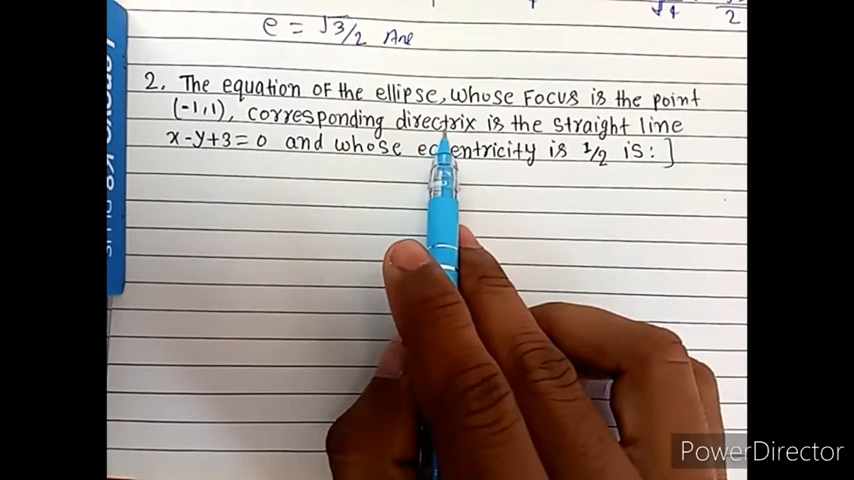 e = √3/2 Ans
2. The equation of the ellipse, whose Focus is the point
(-1,1), corresponding directrix is the straight line
x-y+3=0 and whose eccentricity is 1/2 is: ]
PowerDirector